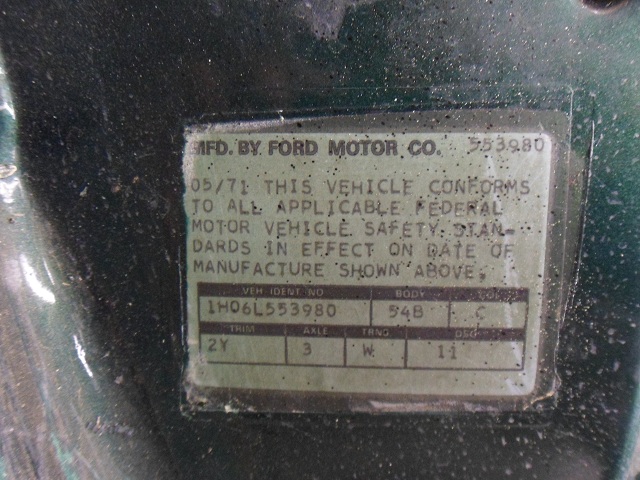 MFD. BY FORD MOTOR CO. 553980
05/71 THIS VEHICLE CONFORMS
TO ALL APPLICABLE FEDERAL
MOTOR VEHICLE SAFETY STAN-
DARDS IN EFFECT ON DATE OF
MANUFACTURE SHOWN ABOVE.
VEH IDENT NO BODY
1H06L553980 54B C
TRIM AXLE TRNS DSO
2Y 3 W 11